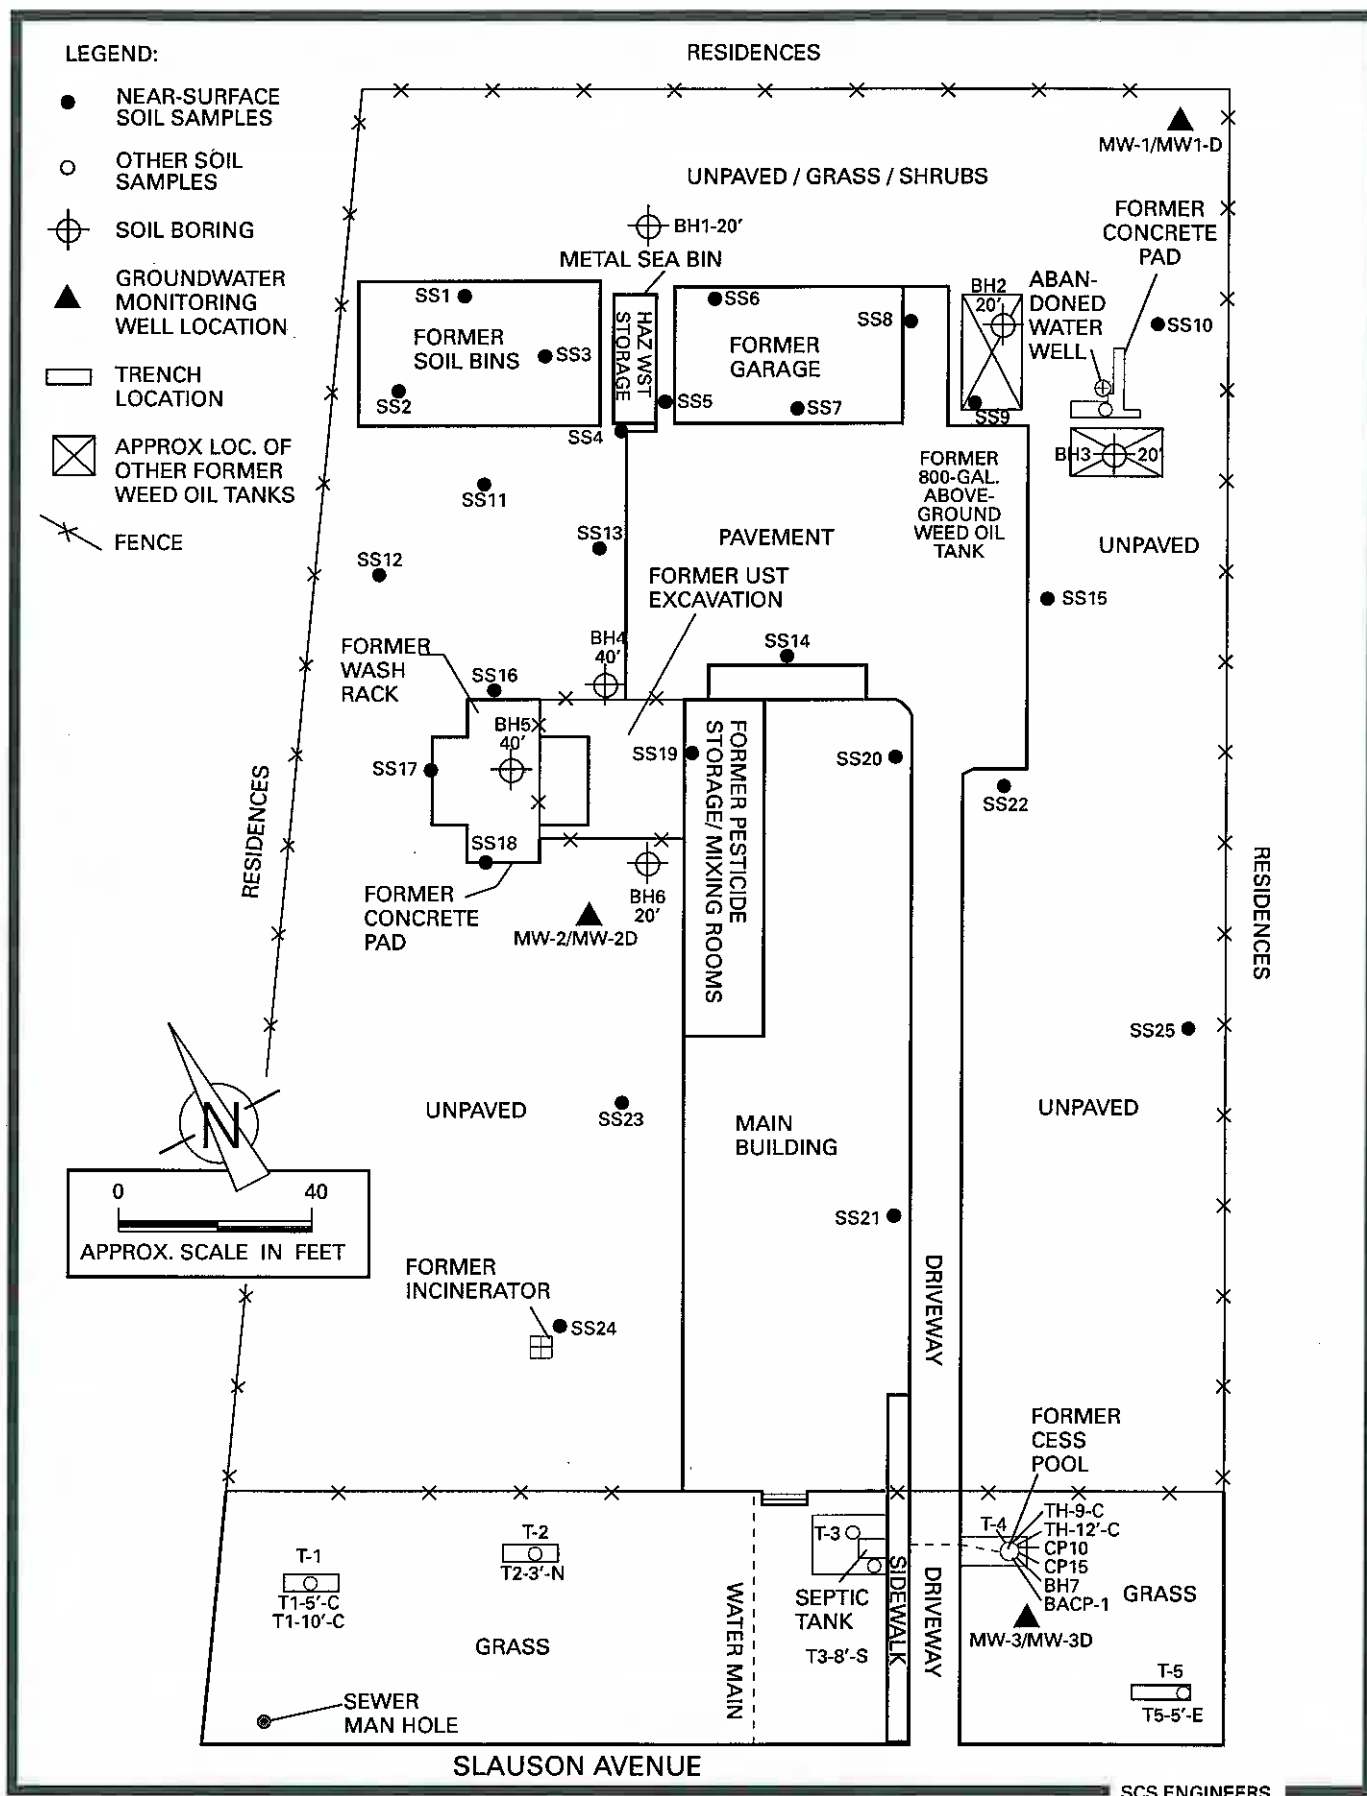 LEGEND:
NEAR-SURFACE
SOIL SAMPLES
OTHER SOIL
SAMPLES
SOIL BORING
GROUNDWATER
MONITORING
WELL LOCATION
TRENCH
LOCATION
APPROX LOC. OF
OTHER FORMER
WEED OIL TANKS
FENCE
RESIDENCES
MW-1/MW1-D
UNPAVED / GRASS / SHRUBS
FORMER
CONCRETE
PAD
BH1-20'
METAL SEA BIN
SS1
FORMER
SOIL BINS
SS3
SS2
HAZ WST
STORAGE
SS4
SS5
SS6
FORMER
GARAGE
SS7
SS8
BH2
20'
SS9
ABAN-
DONED
WATER
WELL
SS10
BH3
20'
FORMER
800-GAL.
ABOVE-
GROUND
WEED OIL
TANK
SS11
SS13
SS12
PAVEMENT
UNPAVED
FORMER UST
EXCAVATION
SS15
FORMER
WASH
RACK
BH4
40'
SS14
SS16
BH5
40'
SS17
SS18
SS19
FORMER PESTICIDE
STORAGE/MIXING ROOMS
SS20
SS22
RESIDENCES
FORMER
CONCRETE
PAD
BH6
20'
MW-2/MW-2D
RESIDENCES
SS25
N
UNPAVED
SS23
MAIN
BUILDING
UNPAVED
0 40
APPROX. SCALE IN FEET
SS21
FORMER
INCINERATOR
SS24
DRIVEWAY
FORMER
CESS
POOL
T-1
T1-5'-C
T1-10'-C
T-2
T2-3'-N
T-3
SEPTIC
TANK
T3-8'-S
SIDEWALK
DRIVEWAY
WATER MAIN
T-4
TH-9-C
TH-12'-C
CP10
CP15
BH7
BACP-1
GRASS
MW-3/MW-3D
GRASS
T-5
T5-5'-E
SEWER
MAN HOLE
SLAUSON AVENUE
SCS ENGINEERS